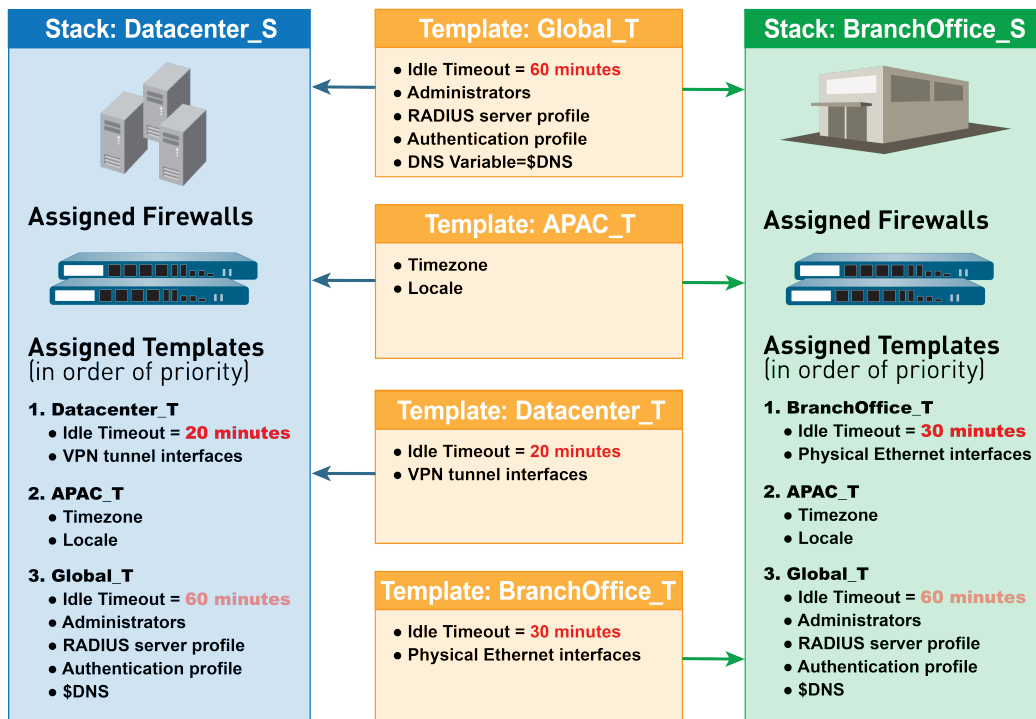 Stack: Datacenter_S
Assigned Firewalls
Assigned Templates
(in order of priority)
1. Datacenter_T
● Idle Timeout = 20 minutes
● VPN tunnel interfaces
2. APAC_T
● Timezone
● Locale
3. Global_T
● Idle Timeout = 60 minutes
● Administrators
● RADIUS server profile
● Authentication profile
● $DNS
Template: Global_T
● Idle Timeout = 60 minutes
● Administrators
● RADIUS server profile
● Authentication profile
● DNS Variable=$DNS
Template: APAC_T
● Timezone
● Locale
Template: Datacenter_T
● Idle Timeout = 20 minutes
● VPN tunnel interfaces
Template: BranchOffice_T
● Idle Timeout = 30 minutes
● Physical Ethernet interfaces
Stack: BranchOffice_S
Assigned Firewalls
Assigned Templates
(in order of priority)
1. BranchOffice_T
● Idle Timeout = 30 minutes
● Physical Ethernet interfaces
2. APAC_T
● Timezone
● Locale
3. Global_T
● Idle Timeout = 60 minutes
● Administrators
● RADIUS server profile
● Authentication profile
● $DNS